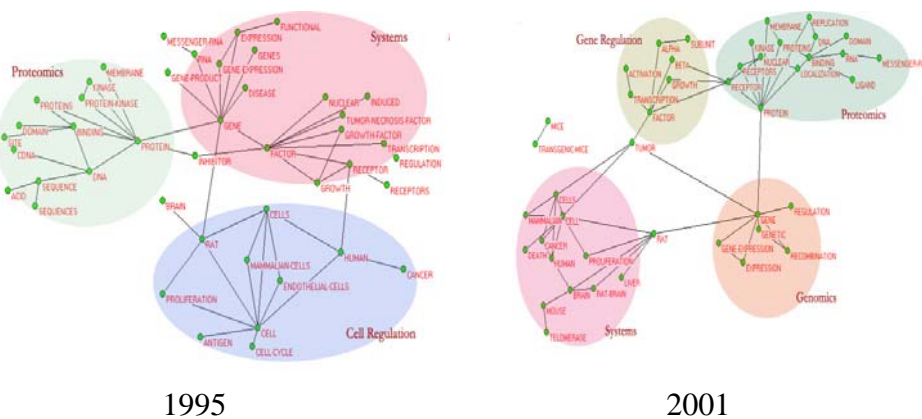 FUNCTIONAL
EXPRESSION
Systems
MESSENGER-RNA
RNA
GENES
GENE-EXPRESSION
GENE-PRODUCT
DISEASE
Proteomics
MEMBRANE
KINASE
PROTEIN-KINASE
PROTEINS
DOMAIN
BINDING
SITE
CDNA
PROTEIN
DNA
SEQUENCE
ACID
SEQUENCES
GENE
NUCLEAR
INDUCED
TUMOR-NECROSIS-FACTOR
GROWTH-FACTOR
TRANSCRIPTION
INHIBITOR
FACTOR
REGULATION
RECEPTOR
GROWTH
RECEPTORS
BRAIN
CELLS
RAT
HUMAN
MAMMALIAN-CELLS
CANCER
ENDOTHELIAL-CELLS
PROLIFERATION
CELL
ANTIGEN
CELL-CYCLE
Cell Regulation
1995
Gene Regulation
ALPHA
SUBUNIT
BETA
ACTIVATION
GROWTH
TRANSCRIPTION
FACTOR
MEMBRANE
REPLICATION
KINASE
PROTEINS
DNA
DOMAIN
NUCLEAR
BINDING
RNA
MESSENGER-RNA
RECEPTORS
LOCALIZATION
RECEPTOR
LIGAND
PROTEIN
Proteomics
MICE
TRANSGENIC-MICE
TUMOR
CELLS
MAMMALIAN-CELL
CANCER
DEATH
HUMAN
PROLIFERATION
RAT
LIVER
BRAIN
RAT-BRAIN
MOUSE
TELOMERASE
Systems
GENE
REGULATION
GENETIC
GENE-EXPRESSION
RECOMBINATION
EXPRESSION
Genomics
2001